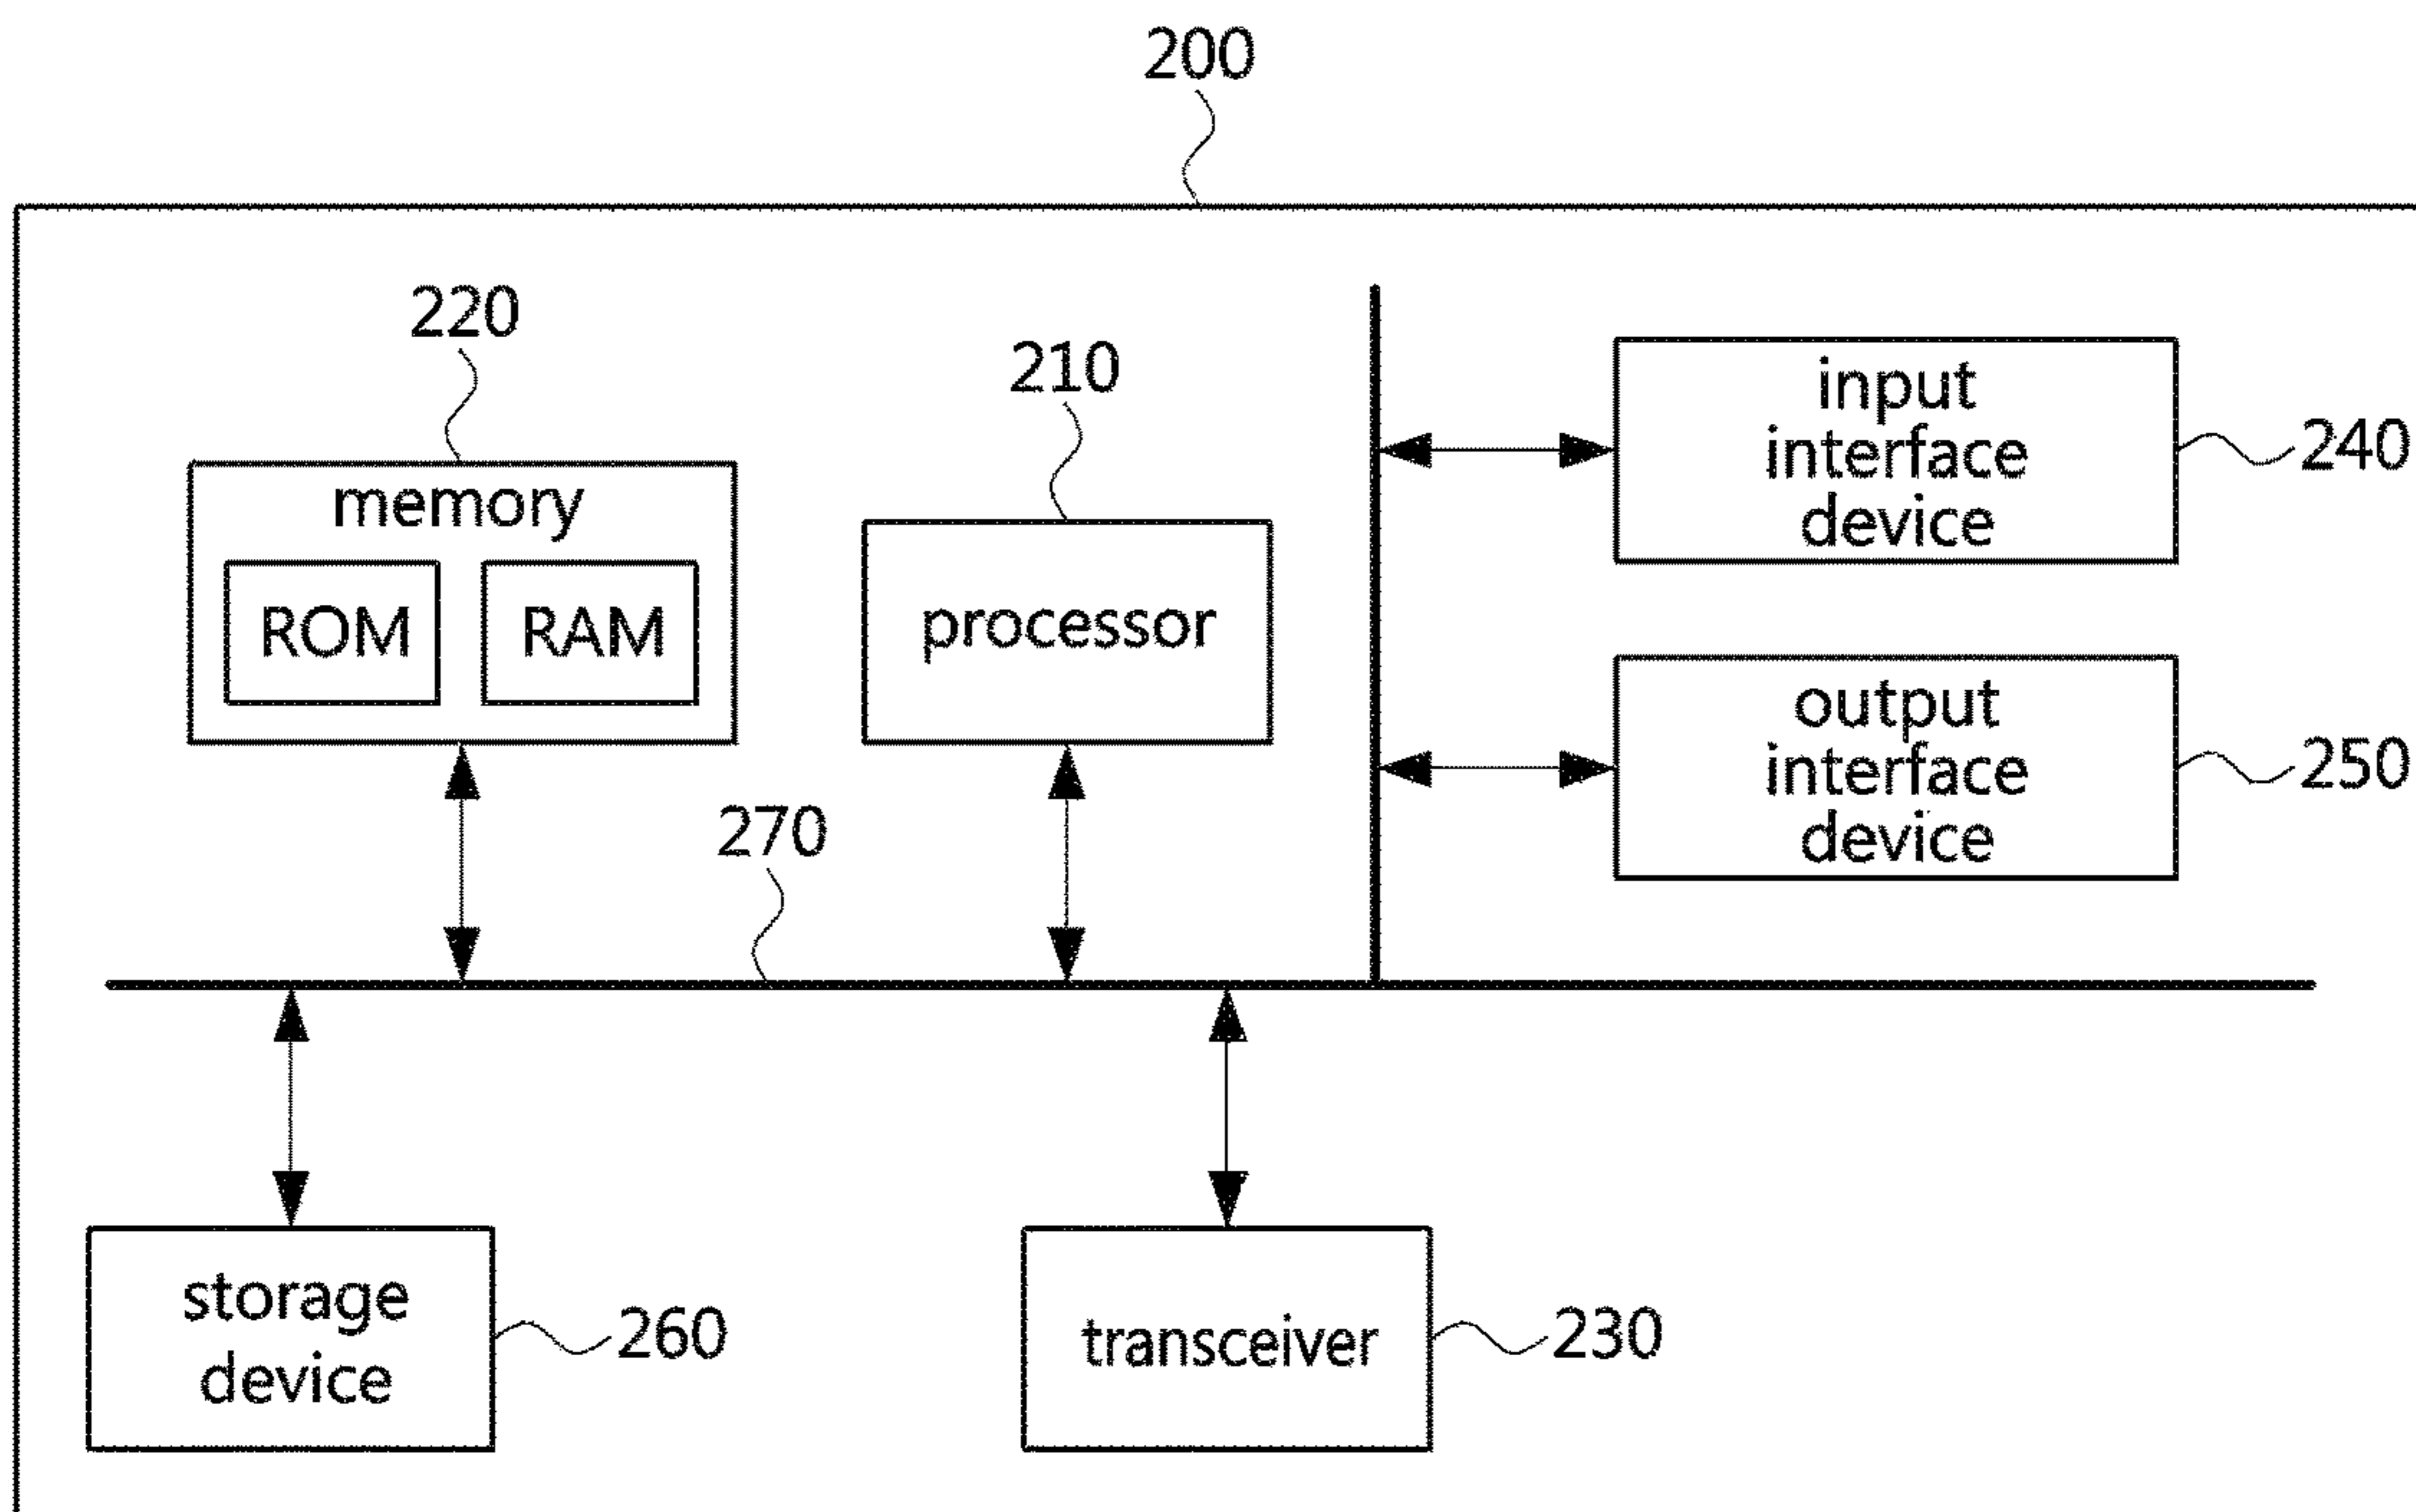 200
220
210
input
interface
device
240
memory
ROM
RAM
processor
output
interface
device
250
270
storage
device
260
transceiver
230